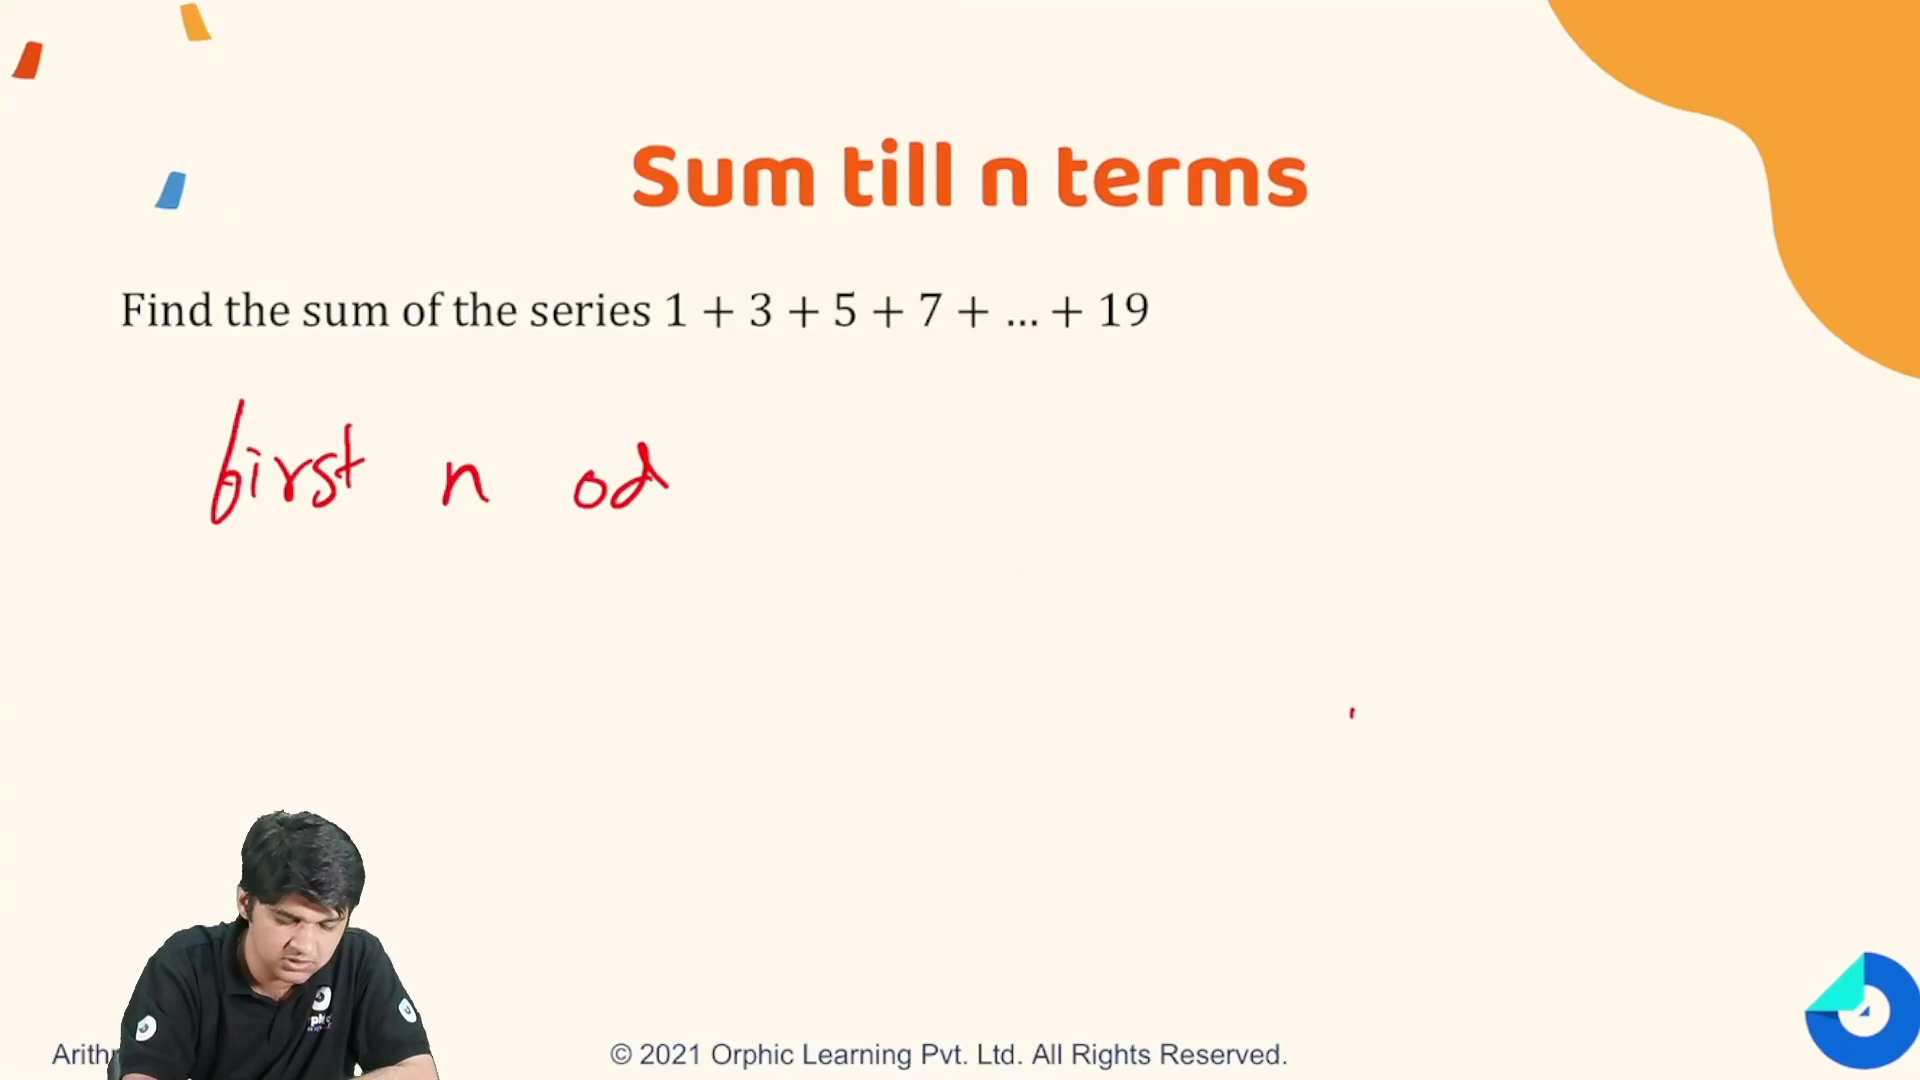 Sum till n terms
Find the sum of the series 1 + 3 + 5 + 7 + ... + 19
first n od
© 2021 Orphic Learning Pvt. Ltd. All Rights Reserved.